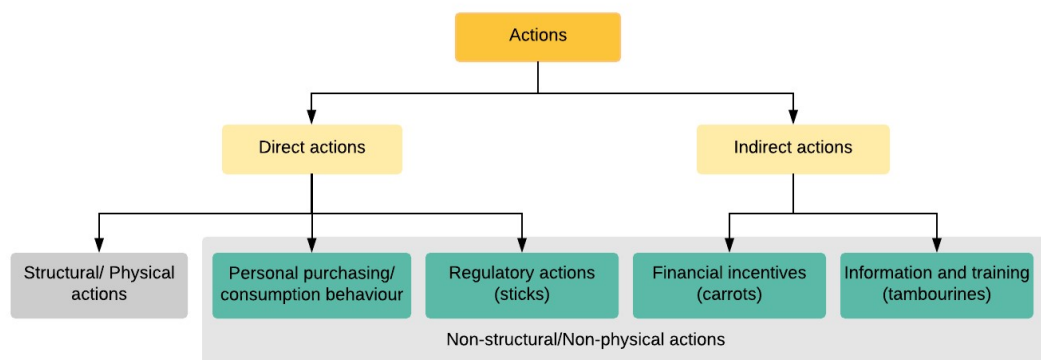 Actions
Direct actions
Indirect actions
Structural/ Physical
actions
Personal purchasing/
consumption behaviour
Regulatory actions
(sticks)
Financial incentives
(carrots)
Information and training
(tambourines)
Non-structural/Non-physical actions